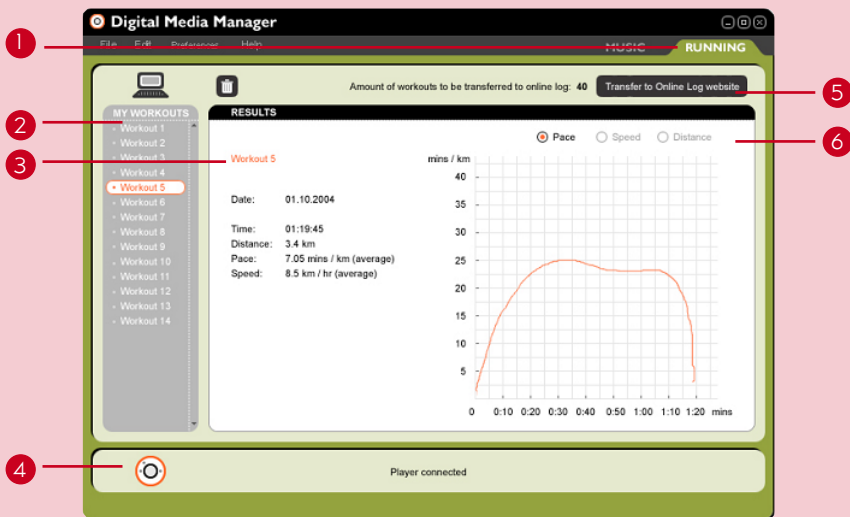 Digital Media Manager
File Edit Preferences Help
MUSIC RUNNING
1
Amount of workouts to be transferred to online log: 40 Transfer to Online Log website
5
MY WORKOUTS
2
Workout 1
Workout 2
Workout 3
Workout 4
Workout 5
Workout 6
Workout 7
Workout 8
Workout 9
Workout 10
Workout 11
Workout 12
Workout 13
Workout 14
RESULTS
Pace Speed Distance
6
3
Workout 5
Date: 01.10.2004
Time: 01:19:45
Distance: 3.4 km
Pace: 7.05 mins / km (average)
Speed: 8.5 km / hr (average)
mins / km
40
35
30
25
20
15
10
5
0 0:10 0:20 0:30 0:40 0:50 1:00 1:10 1:20 mins
4
Player connected